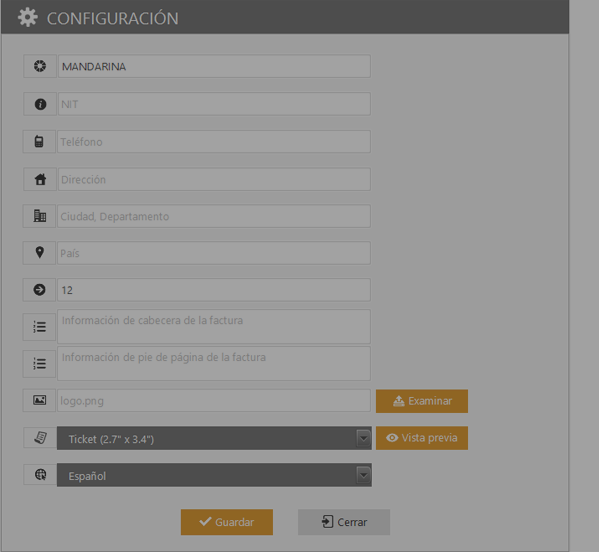 CONFIGURACIÓN
MANDARINA
NIT
Teléfono
Dirección
Ciudad, Departamento
País
12
Información de cabecera de la factura
Información de pie de página de la factura
logo.png
Examinar
Ticket (2.7" x 3.4")
Vista previa
Español
Guardar
Cerrar